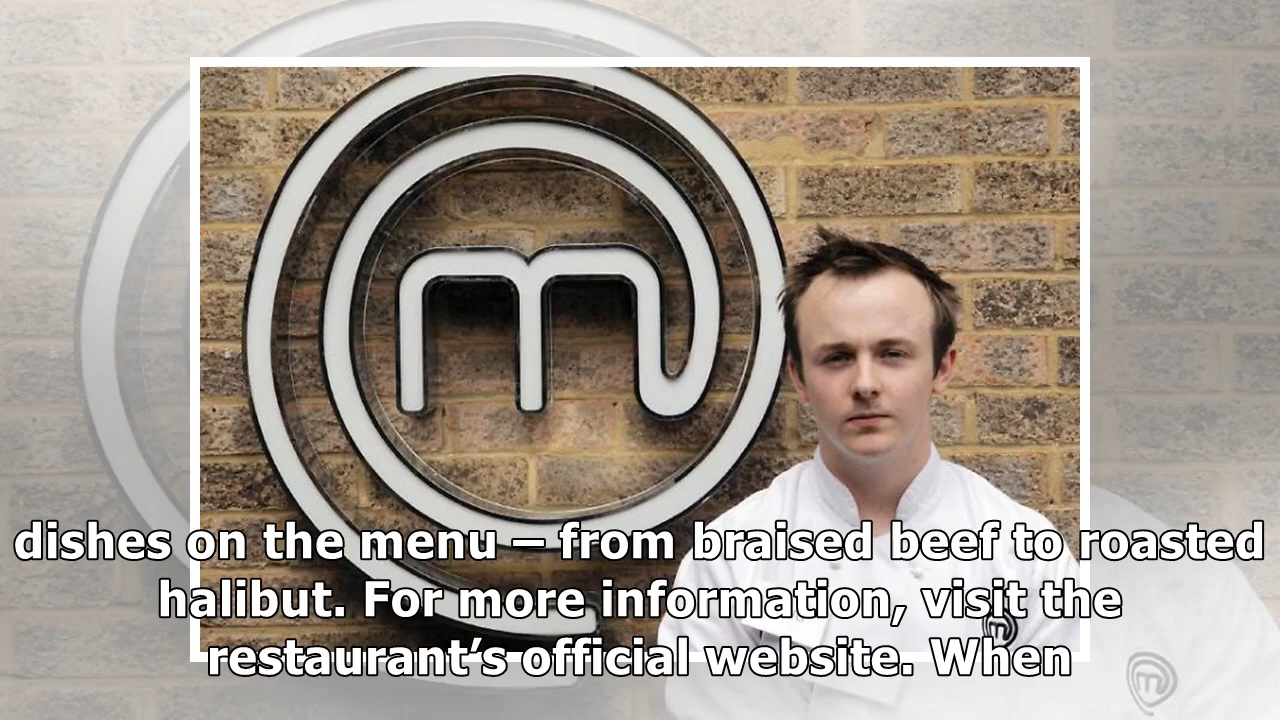 m
dishes on the menu – from braised beef to roasted
halibut. For more information, visit the
restaurant’s official website. When